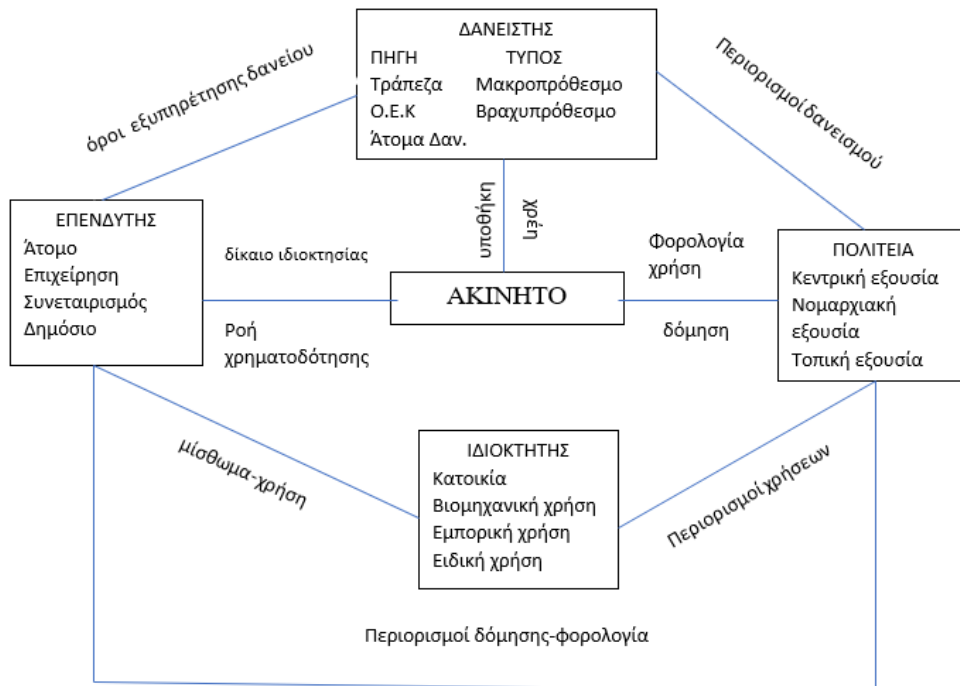 ΔΑΝΕΙΣΤΗΣ
ΠΗΓΗ ΤΥΠΟΣ
Τράπεζα Μακροπρόθεσμο
Ο.Ε.Κ Βραχυπρόθεσμο
Άτομα Δαν.
όροι εξυπηρέτησης δανείου
Περιορισμοί δανεισμού
υποθήκη
χρέη
ΕΠΕΝΔΥΤΗΣ
Άτομο
Επιχείρηση
Συνεταιρισμός
Δημόσιο
δίκαιο ιδιοκτησίας
Ροή
χρηματοδότησης
ΑΚΙΝΗΤΟ
Φορολογία
χρήση
δόμηση
ΠΟΛΙΤΕΙΑ
Κεντρική εξουσία
Νομαρχιακή
εξουσία
Τοπική εξουσία
μίσθωμα-χρήση
ΙΔΙΟΚΤΗΤΗΣ
Κατοικία
Βιομηχανική χρήση
Εμπορική χρήση
Ειδική χρήση
Περιορισμοί χρήσεων
Περιορισμοί δόμησης-φορολογία